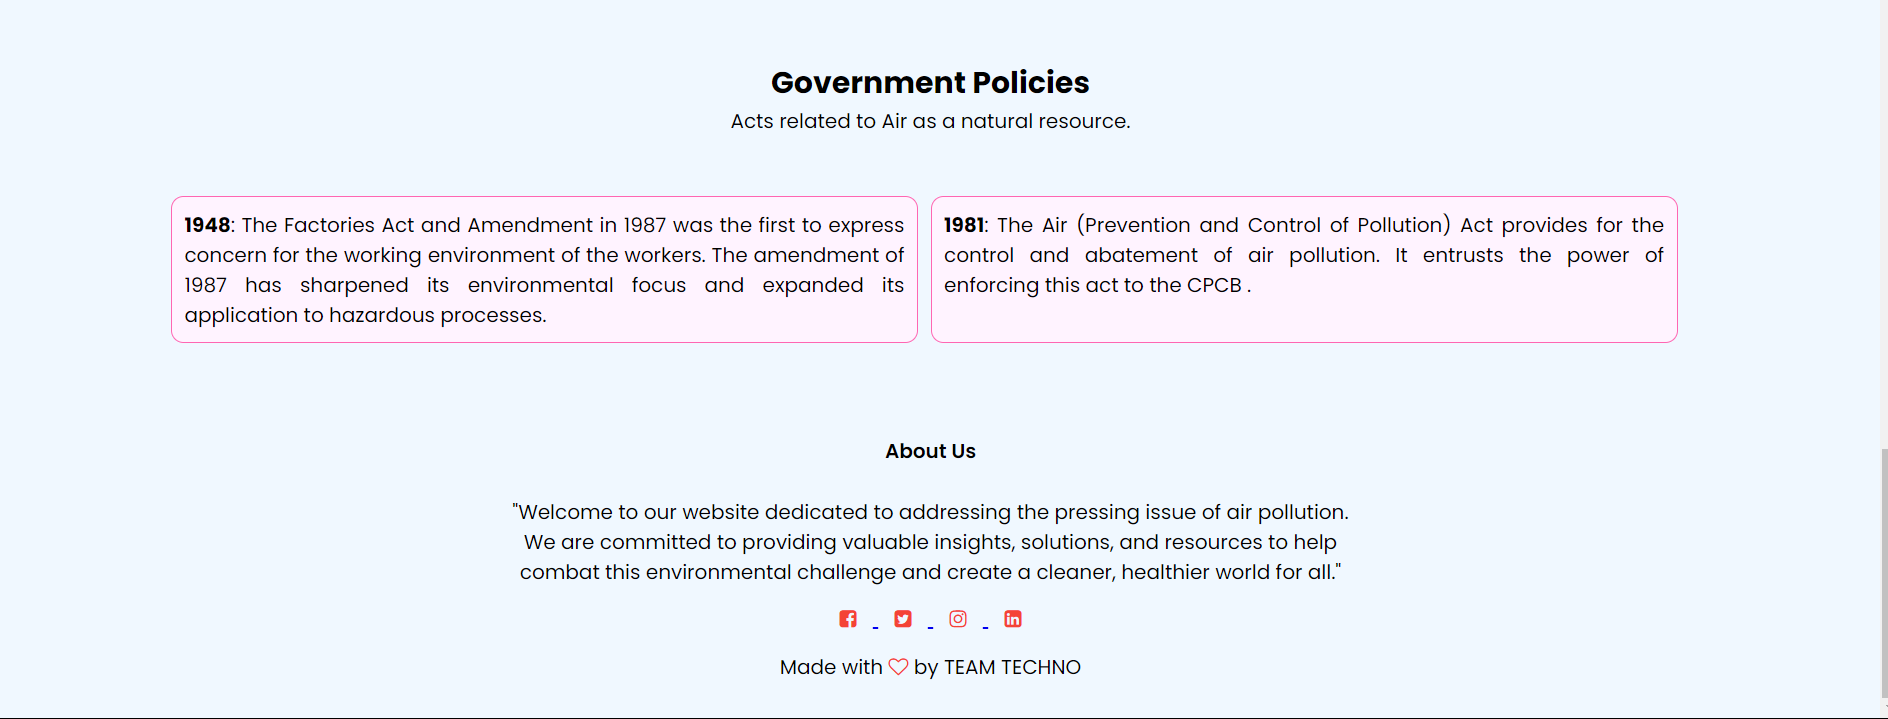 Government Policies
Acts related to Air as a natural resource.
1948: The Factories Act and Amendment in 1987 was the first to express
concern for the working environment of the workers. The amendment of
1987 has sharpened its environmental focus and expanded its
application to hazardous processes.
1981: The Air (Prevention and Control of Pollution) Act provides for the
control and abatement of air pollution. It entrusts the power of
enforcing this act to the CPCB .
About Us
"Welcome to our website dedicated to addressing the pressing issue of air pollution.
We are committed to providing valuable insights, solutions, and resources to help
combat this environmental challenge and create a cleaner, healthier world for all."
Made with ♡ by TEAM TECHNO